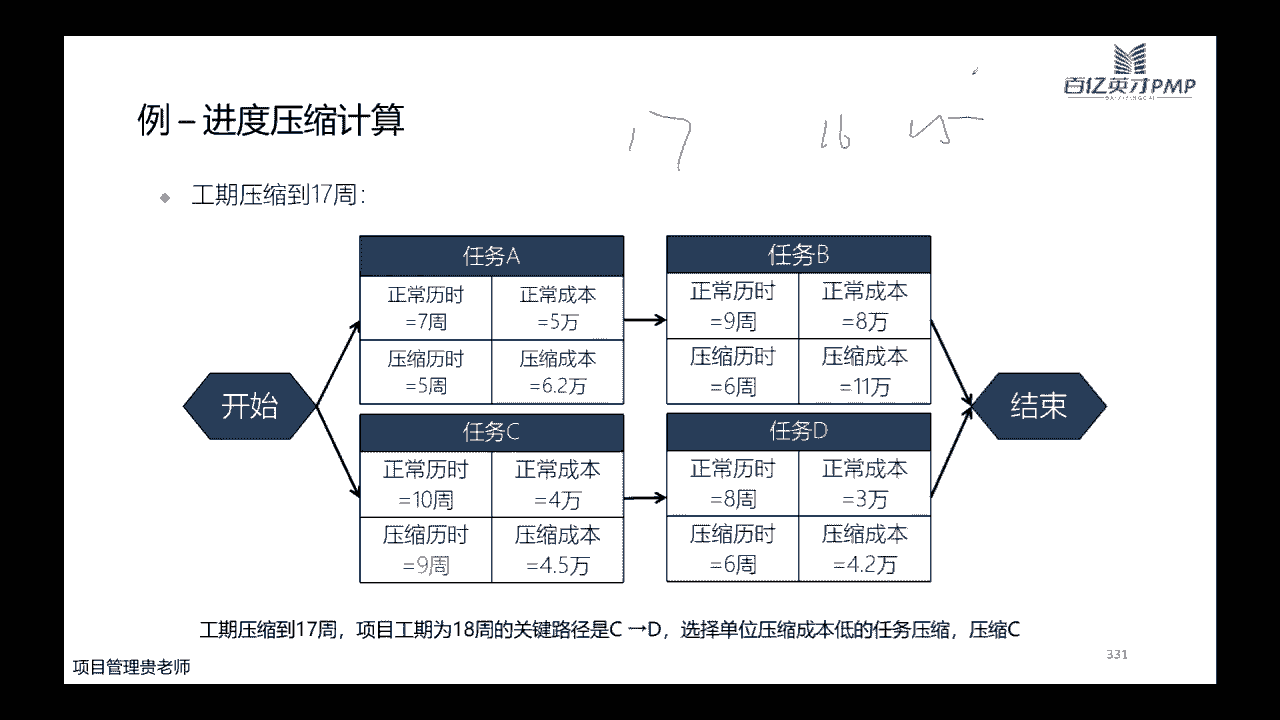 百亿英才PMP
例 – 进度压缩计算
17 16 15
工期压缩到17周：
任务A
正常历时
=7周
正常成本
=5万
压缩历时
=5周
压缩成本
=6.2万
任务B
正常历时
=9周
正常成本
=8万
压缩历时
=6周
压缩成本
=11万
开始
结束
任务C
正常历时
=10周
正常成本
=4万
压缩历时
=9周
压缩成本
=4.5万
任务D
正常历时
=8周
正常成本
=3万
压缩历时
=6周
压缩成本
=4.2万
工期压缩到17周，项目工期为18周的关键路径是C →D，选择单位压缩成本低的任务压缩，压缩C
331
项目管理贵老师